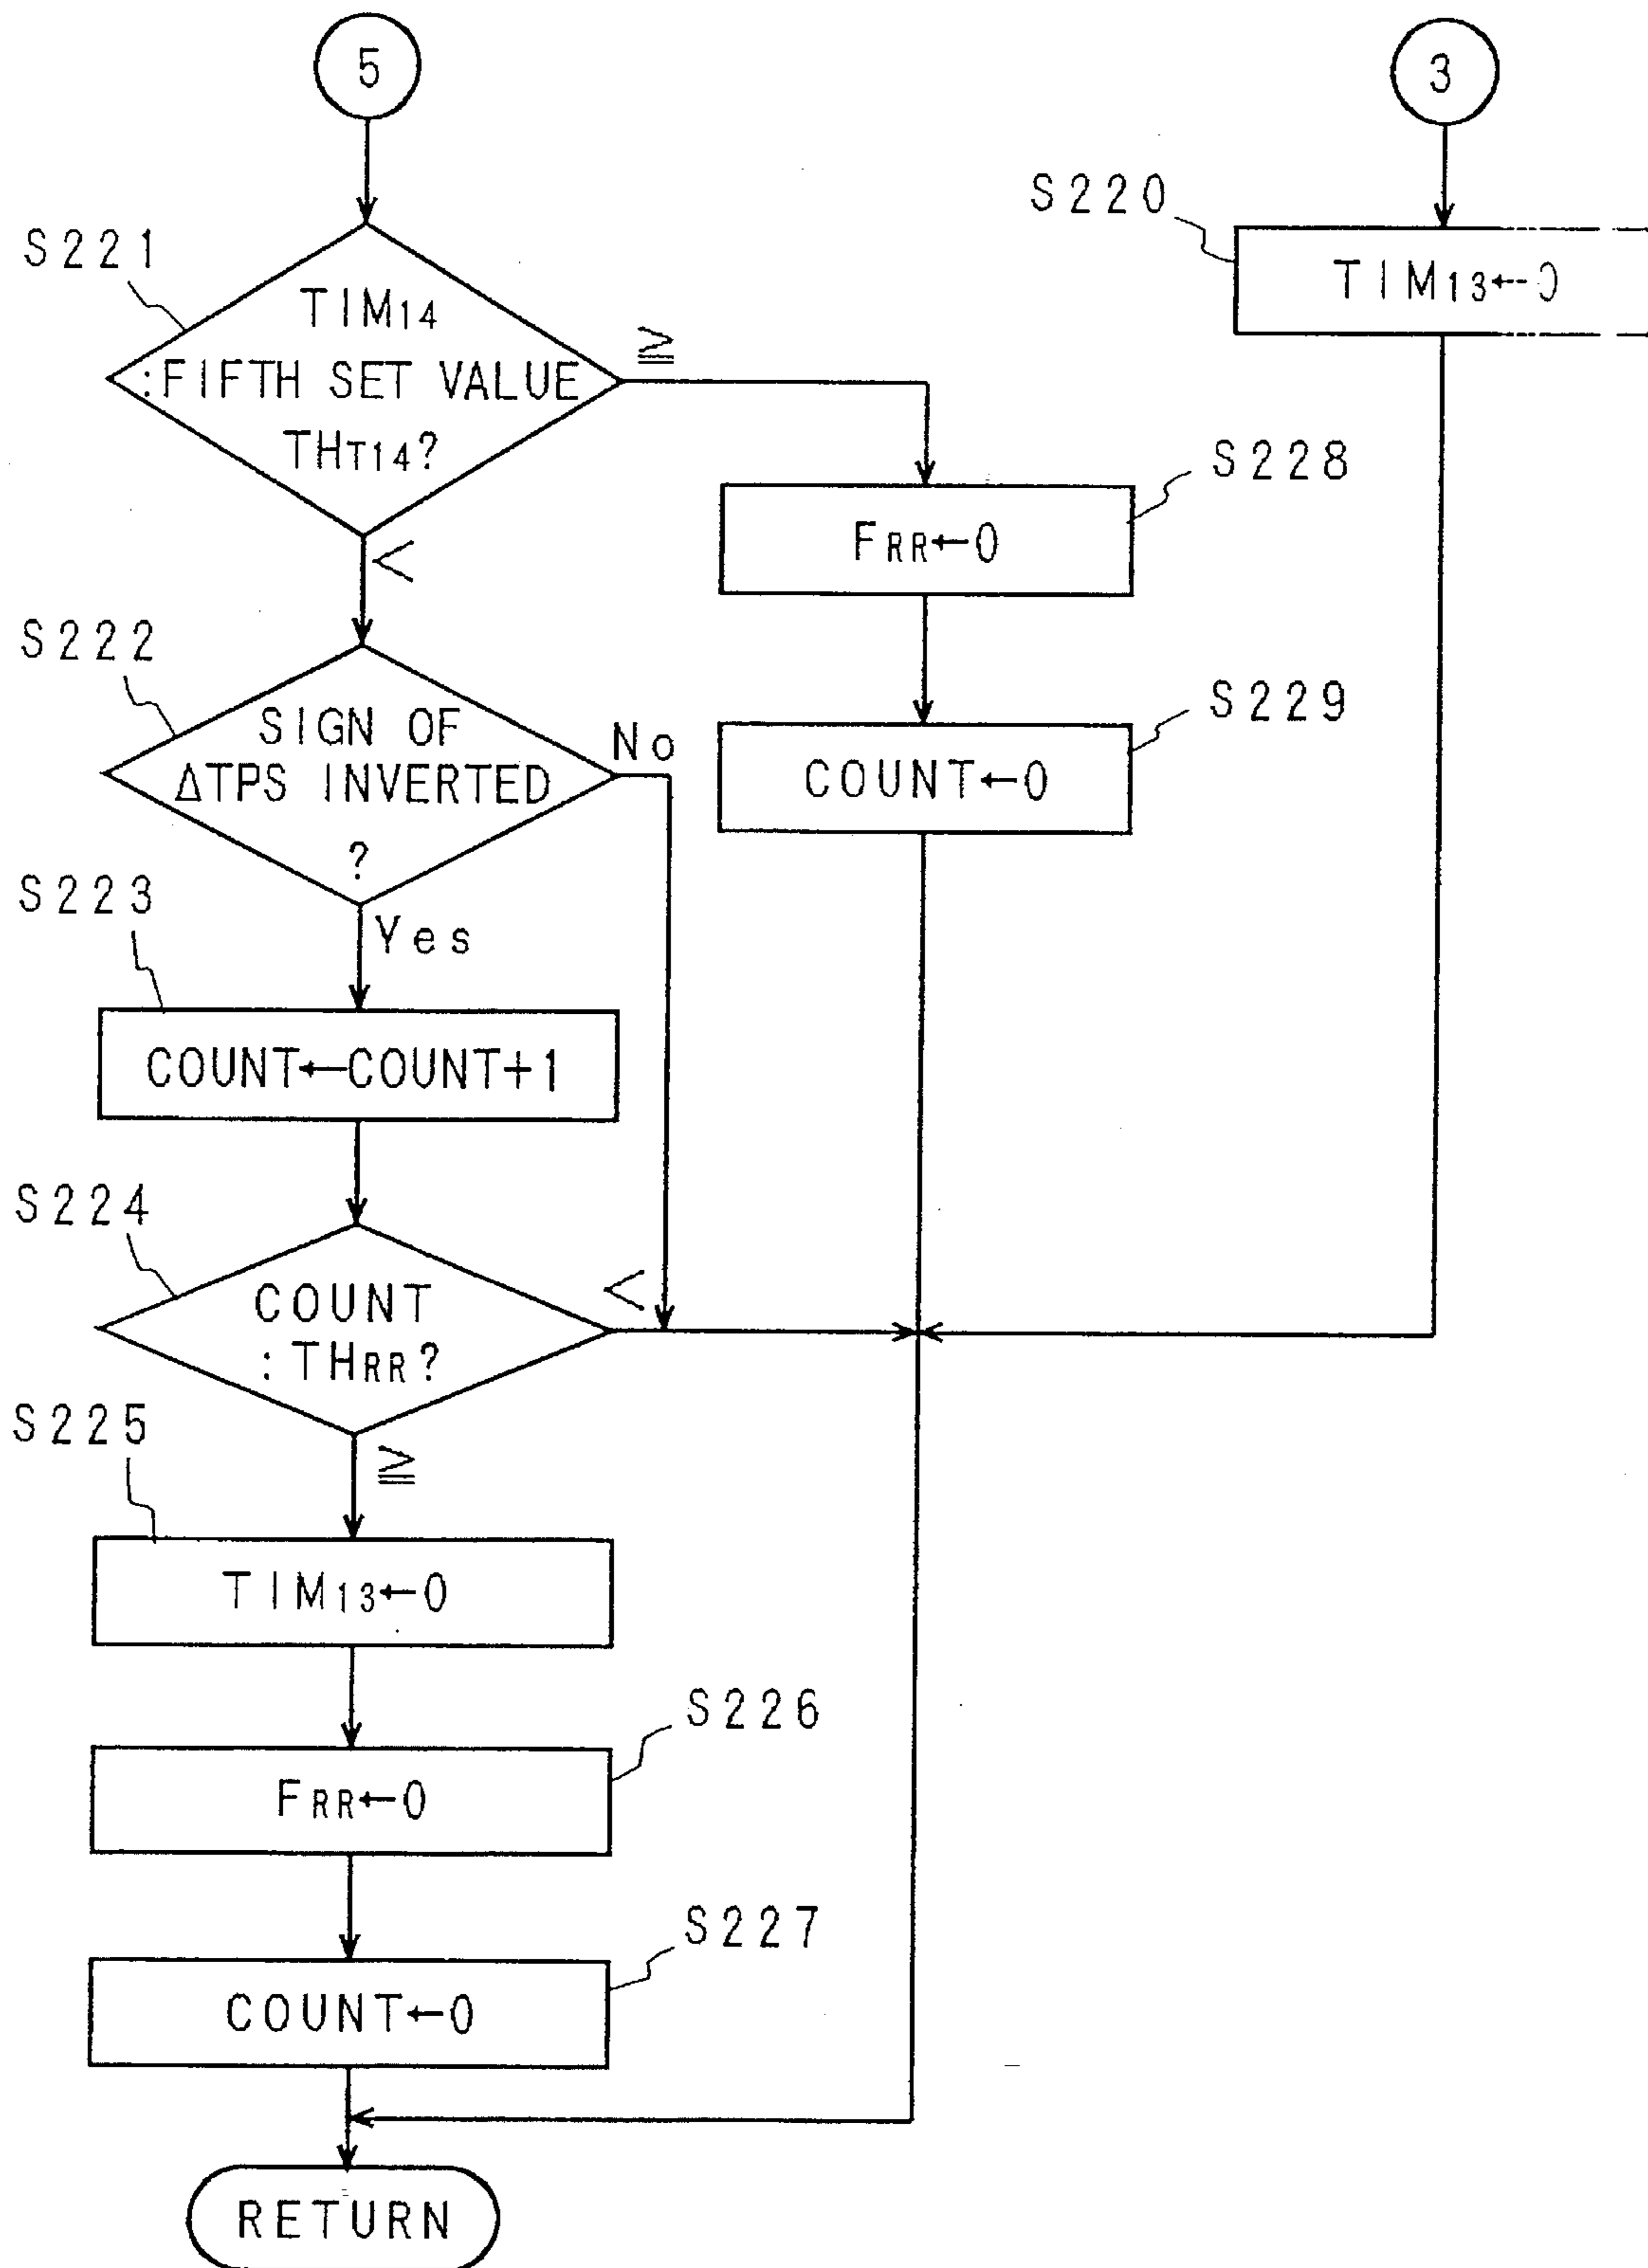 5
3
S220
TIM13←0
S221
TIM14
:FIFTH SET VALUE
THT14?
≧
<
S228
FRR←0
S222
SIGN OF
ΔTPS INVERTED
?
No
Yes
S229
COUNT←0
S223
COUNT←COUNT+1
S224
COUNT
:THRR?
<
≧
S225
TIM13←0
S226
FRR←0
S227
COUNT←0
RETURN